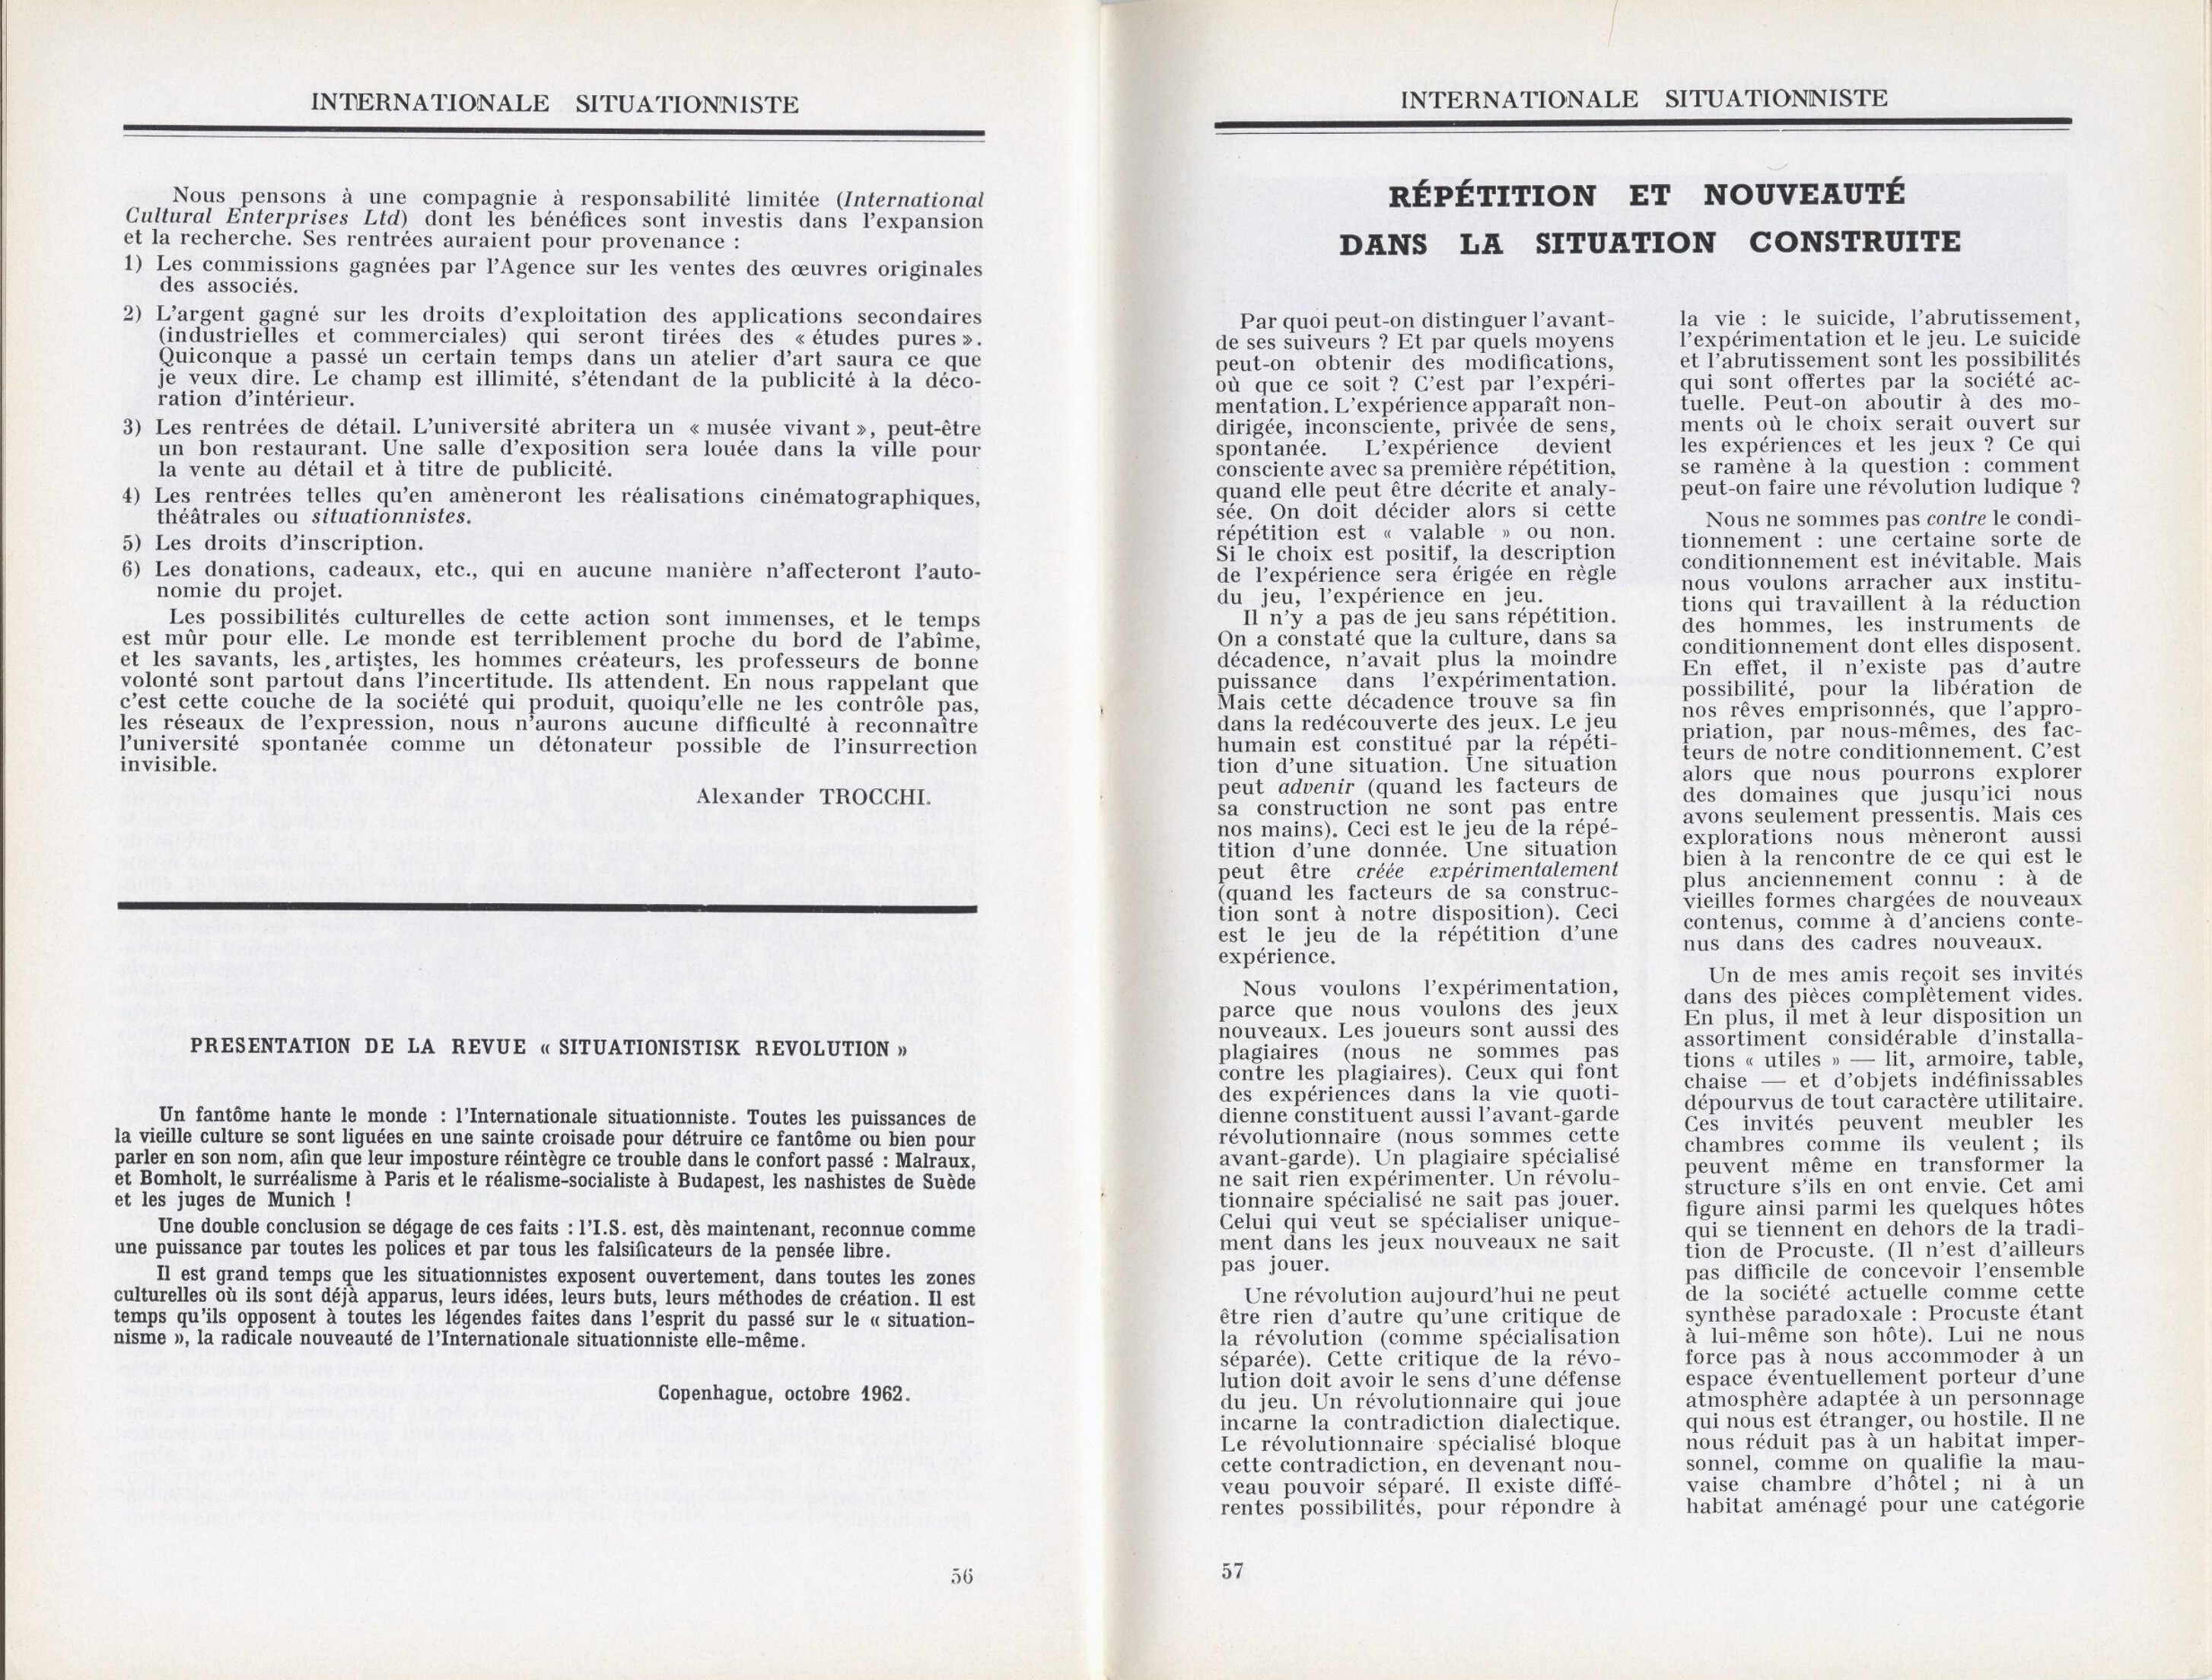 INTERNATIONALE SITUATIONNISTE
Nous pensons à une compagnie à responsabilité limitée (International
Cultural Enterprises Ltd) dont les bénéfices sont investis dans l'expansion
et la recherche. Ses rentrées auraient pour provenance :
1) Les commissions gagnées par l'Agence sur les ventes des œuvres originales
des associés.
2) L'argent gagné sur les droits d'exploitation des applications secondaires
(industrielles et commerciales) qui seront tirées des « études pures ».
Quiconque a passé un certain temps dans un atelier d'art saura ce que
je veux dire. Le champ est illimité, s'étendant de la publicité à la déco-
ration d'intérieur.
3) Les rentrées de détail. L'université abritera un « musée vivant », peut-être
un bon restaurant. Une salle d'exposition sera louée dans la ville pour
la vente au détail et à titre de publicité.
4) Les rentrées telles qu'en amèneront les réalisations cinématographiques,
théâtrales ou situationnistes.
5) Les droits d'inscription.
6) Les donations, cadeaux, etc., qui en aucune manière n'affecteront l'auto-
nomie du projet.
Les possibilités culturelles de cette action sont immenses, et le temps
est mûr pour elle. Le monde est terriblement proche du bord de l'abîme,
et les savants, les artistes, les hommes créateurs, les professeurs de bonne
volonté sont partout dans l'incertitude. Ils attendent. En nous rappelant que
c'est cette couche de la société qui produit, quoiqu'elle ne les contrôle pas,
les réseaux de l'expression, nous n'aurons aucune difficulté à reconnaître
l'université spontanée comme un détonateur possible de l'insurrection
invisible.
Alexander TROCCHI.
PRESENTATION DE LA REVUE « SITUATIONISTISK REVOLUTION »
Un fantôme hante le monde : l'Internationale situationniste. Toutes les puissances de
la vieille culture se sont liguées en une sainte croisade pour détruire ce fantôme ou bien pour
parler en son nom, afin que leur imposture réintègre ce trouble dans le confort passé : Malraux,
et Bomholt, le surréalisme à Paris et le réalisme-socialiste à Budapest, les nashistes de Suède
et les juges de Munich !
Une double conclusion se dégage de ces faits : l'I.S. est, dès maintenant, reconnue comme
une puissance par toutes les polices et par tous les falsificateurs de la pensée libre.
Il est grand temps que les situationnistes exposent ouvertement, dans toutes les zones
culturelles où ils sont déjà apparus, leurs idées, leurs buts, leurs méthodes de création. Il est
temps qu'ils opposent à toutes les légendes faites dans l'esprit du passé sur le « situation-
nisme », la radicale nouveauté de l'Internationale situationniste elle-même.
Copenhague, octobre 1962.
56
INTERNATIONALE SITUATIONNISTE
RÉPÉTITION ET NOUVEAUTÉ
DANS LA SITUATION CONSTRUITE
Par quoi peut-on distinguer l'avant-
de ses suiveurs ? Et par quels moyens
peut-on obtenir des modifications,
où que ce soit ? C'est par l'expéri-
mentation. L'expérience apparaît non-
dirigée, inconsciente, privée de sens,
spontanée. L'expérience devient
consciente avec sa première répétition,
quand elle peut être décrite et analy-
sée. On doit décider alors si cette
répétition est « valable » ou non.
Si le choix est positif, la description
de l'expérience sera érigée en règle
du jeu, l'expérience en jeu.
Il n'y a pas de jeu sans répétition.
On a constaté que la culture, dans sa
décadence, n'avait plus la moindre
puissance dans l'expérimentation.
Mais cette décadence trouve sa fin
dans la redécouverte des jeux. Le jeu
humain est constitué par la répéti-
tion d'une situation. Une situation
peut advenir (quand les facteurs de
sa construction ne sont pas entre
nos mains). Ceci est le jeu de la répé-
tition d'une donnée. Une situation
peut être créée expérimentalement
(quand les facteurs de sa construc-
tion sont à notre disposition). Ceci
est le jeu de la répétition d'une
expérience.
Nous voulons l'expérimentation,
parce que nous voulons des jeux
nouveaux. Les joueurs sont aussi des
plagiaires (nous ne sommes pas
contre les plagiaires). Ceux qui font
des expériences dans la vie quoti-
dienne constituent aussi l'avant-garde
révolutionnaire (nous sommes cette
avant-garde). Un plagiaire spécialisé
ne sait rien expérimenter. Un révolu-
tionnaire spécialisé ne sait pas jouer.
Celui qui veut se spécialiser unique-
ment dans les jeux nouveaux ne sait
pas jouer.
Une révolution aujourd'hui ne peut
être rien d'autre qu'une critique de
la révolution (comme spécialisation
séparée). Cette critique de la révo-
lution doit avoir le sens d'une défense
du jeu. Un révolutionnaire qui joue
incarne la contradiction dialectique.
Le révolutionnaire spécialisé bloque
cette contradiction, en devenant nou-
veau pouvoir séparé. Il existe diffé-
rentes possibilités, pour répondre à
la vie : le suicide, l'abrutissement,
l'expérimentation et le jeu. Le suicide
et l'abrutissement sont les possibilités
qui sont offertes par la société ac-
tuelle. Peut-on aboutir à des mo-
ments où le choix serait ouvert sur
les expériences et les jeux ? Ce qui
se ramène à la question : comment
peut-on faire une révolution ludique ?
Nous ne sommes pas contre le condi-
tionnement : une certaine sorte de
conditionnement est inévitable. Mais
nous voulons arracher aux institu-
tions qui travaillent à la réduction
des hommes, les instruments de
conditionnement dont elles disposent.
En effet, il n'existe pas d'autre
possibilité, pour la libération de
nos rêves emprisonnés, que l'appro-
priation, par nous-mêmes, des fac-
teurs de notre conditionnement. C'est
alors que nous pourrons explorer
des domaines que jusqu'ici nous
avons seulement pressentis. Mais ces
explorations nous mèneront aussi
bien à la rencontre de ce qui est le
plus anciennement connu : à de
vieilles formes chargées de nouveaux
contenus, comme à d'anciens conte-
nus dans des cadres nouveaux.
Un de mes amis reçoit ses invités
dans des pièces complètement vides.
En plus, il met à leur disposition un
assortiment considérable d'installa-
tions « utiles » — lit, armoire, table,
chaise — et d'objets indéfinissables
dépourvus de tout caractère utilitaire.
Ces invités peuvent meubler les
chambres comme ils veulent ; ils
peuvent même en transformer la
structure s'ils en ont envie. Cet ami
figure ainsi parmi les quelques hôtes
qui se tiennent en dehors de la tradi-
tion de Procuste. (Il n'est d'ailleurs
pas difficile de concevoir l'ensemble
de la société actuelle comme cette
synthèse paradoxale : Procuste étant
à lui-même son hôte). Lui ne nous
force pas à nous accommoder à un
espace éventuellement porteur d'une
atmosphère adaptée à un personnage
qui nous est étranger, ou hostile. Il ne
nous réduit pas à un habitat imper-
sonnel, comme on qualifie la mau-
vaise chambre d'hôtel ; ni à un
habitat aménagé pour une catégorie
57